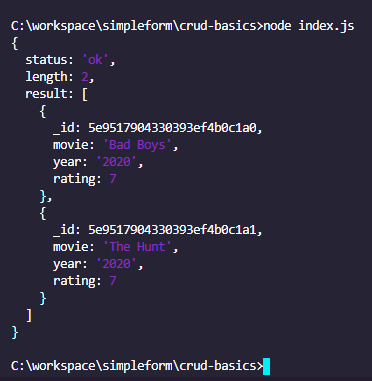 C:\workspace\simpleform\crud-basics>node index.js
{
  status: 'ok',
  length: 2,
  result: [
    {
      _id: 5e9517904330393ef4b0c1a0,
      movie: 'Bad Boys',
      year: '2020',
      rating: 7
    },
    {
      _id: 5e9517904330393ef4b0c1a1,
      movie: 'The Hunt',
      year: '2020',
      rating: 7
    }
  ]
}
C:\workspace\simpleform\crud-basics>